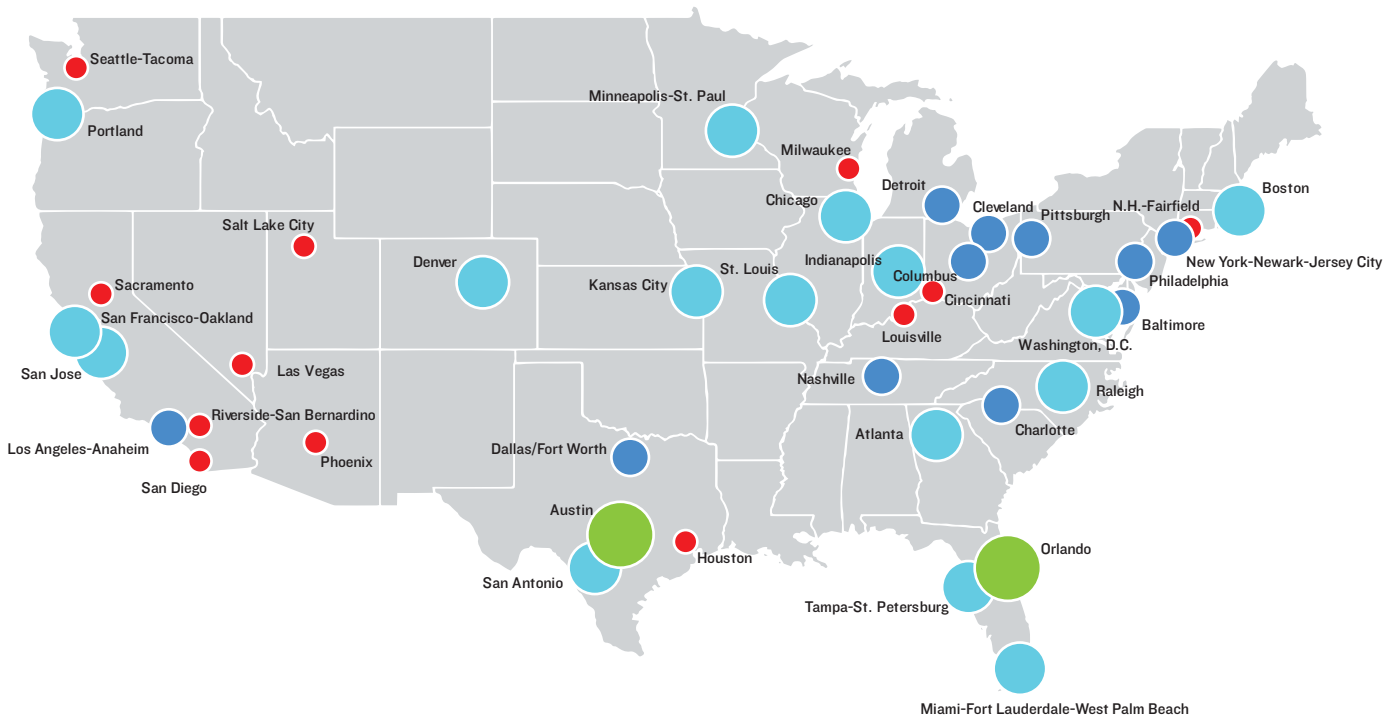 Seattle-Tacoma
Minneapolis-St. Paul
Portland
Milwaukee
Detroit
Boston
Chicago
Cleveland
N.H.-Fairfield
Pittsburgh
Salt Lake City
Denver
Indianapolis
New York-Newark-Jersey City
St. Louis
Columbus
Philadelphia
Sacramento
Kansas City
Cincinnati
San Francisco-Oakland
Baltimore
Louisville
Washington, D.C.
San Jose
Las Vegas
Nashville
Raleigh
Riverside-San Bernardino
Charlotte
Atlanta
Los Angeles-Anaheim
Dallas/Fort Worth
Phoenix
San Diego
Austin
Orlando
Houston
San Antonio
Tampa-St. Petersburg
Miami-Fort Lauderdale-West Palm Beach